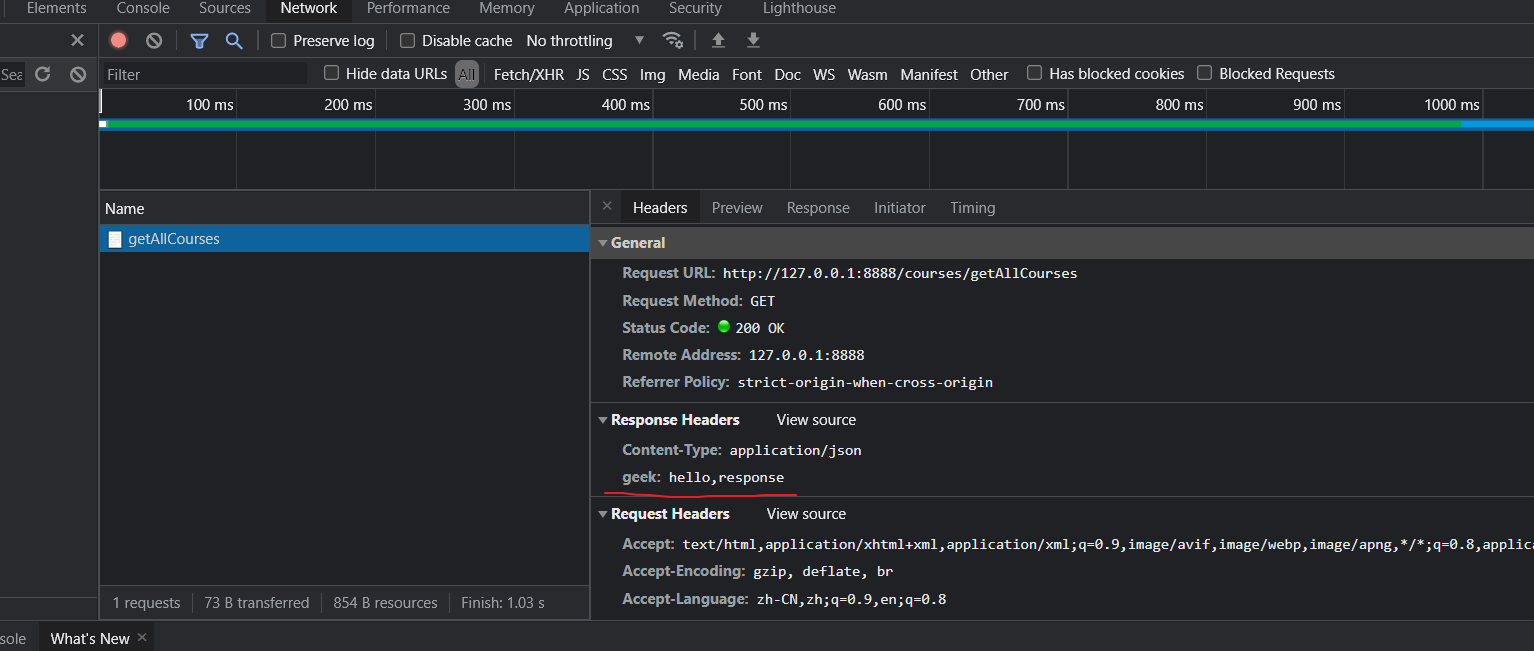 Elements Console Sources Network Performance Memory Application Security Lighthouse
Preserve log Disable cache No throttling
Sea Filter Hide data URLs All Fetch/XHR JS CSS Img Media Font Doc WS Wasm Manifest Other Has blocked cookies Blocked Requests
100 ms 200 ms 300 ms 400 ms 500 ms 600 ms 700 ms 800 ms 900 ms 1000 ms
Name
Headers Preview Response Initiator Timing
getAllCourses
General
Request URL: http://127.0.0.1:8888/courses/getAllCourses
Request Method: GET
Status Code: 200 OK
Remote Address: 127.0.0.1:8888
Referrer Policy: strict-origin-when-cross-origin
Response Headers View source
Content-Type: application/json
geek: hello,response
Request Headers View source
Accept: text/html,application/xhtml+xml,application/xml;q=0.9,image/avif,image/webp,image/apng,*/*;q=0.8,applica
Accept-Encoding: gzip, deflate, br
Accept-Language: zh-CN,zh;q=0.9,en;q=0.8
1 requests 73 B transferred 854 B resources Finish: 1.03 s
sole What's New